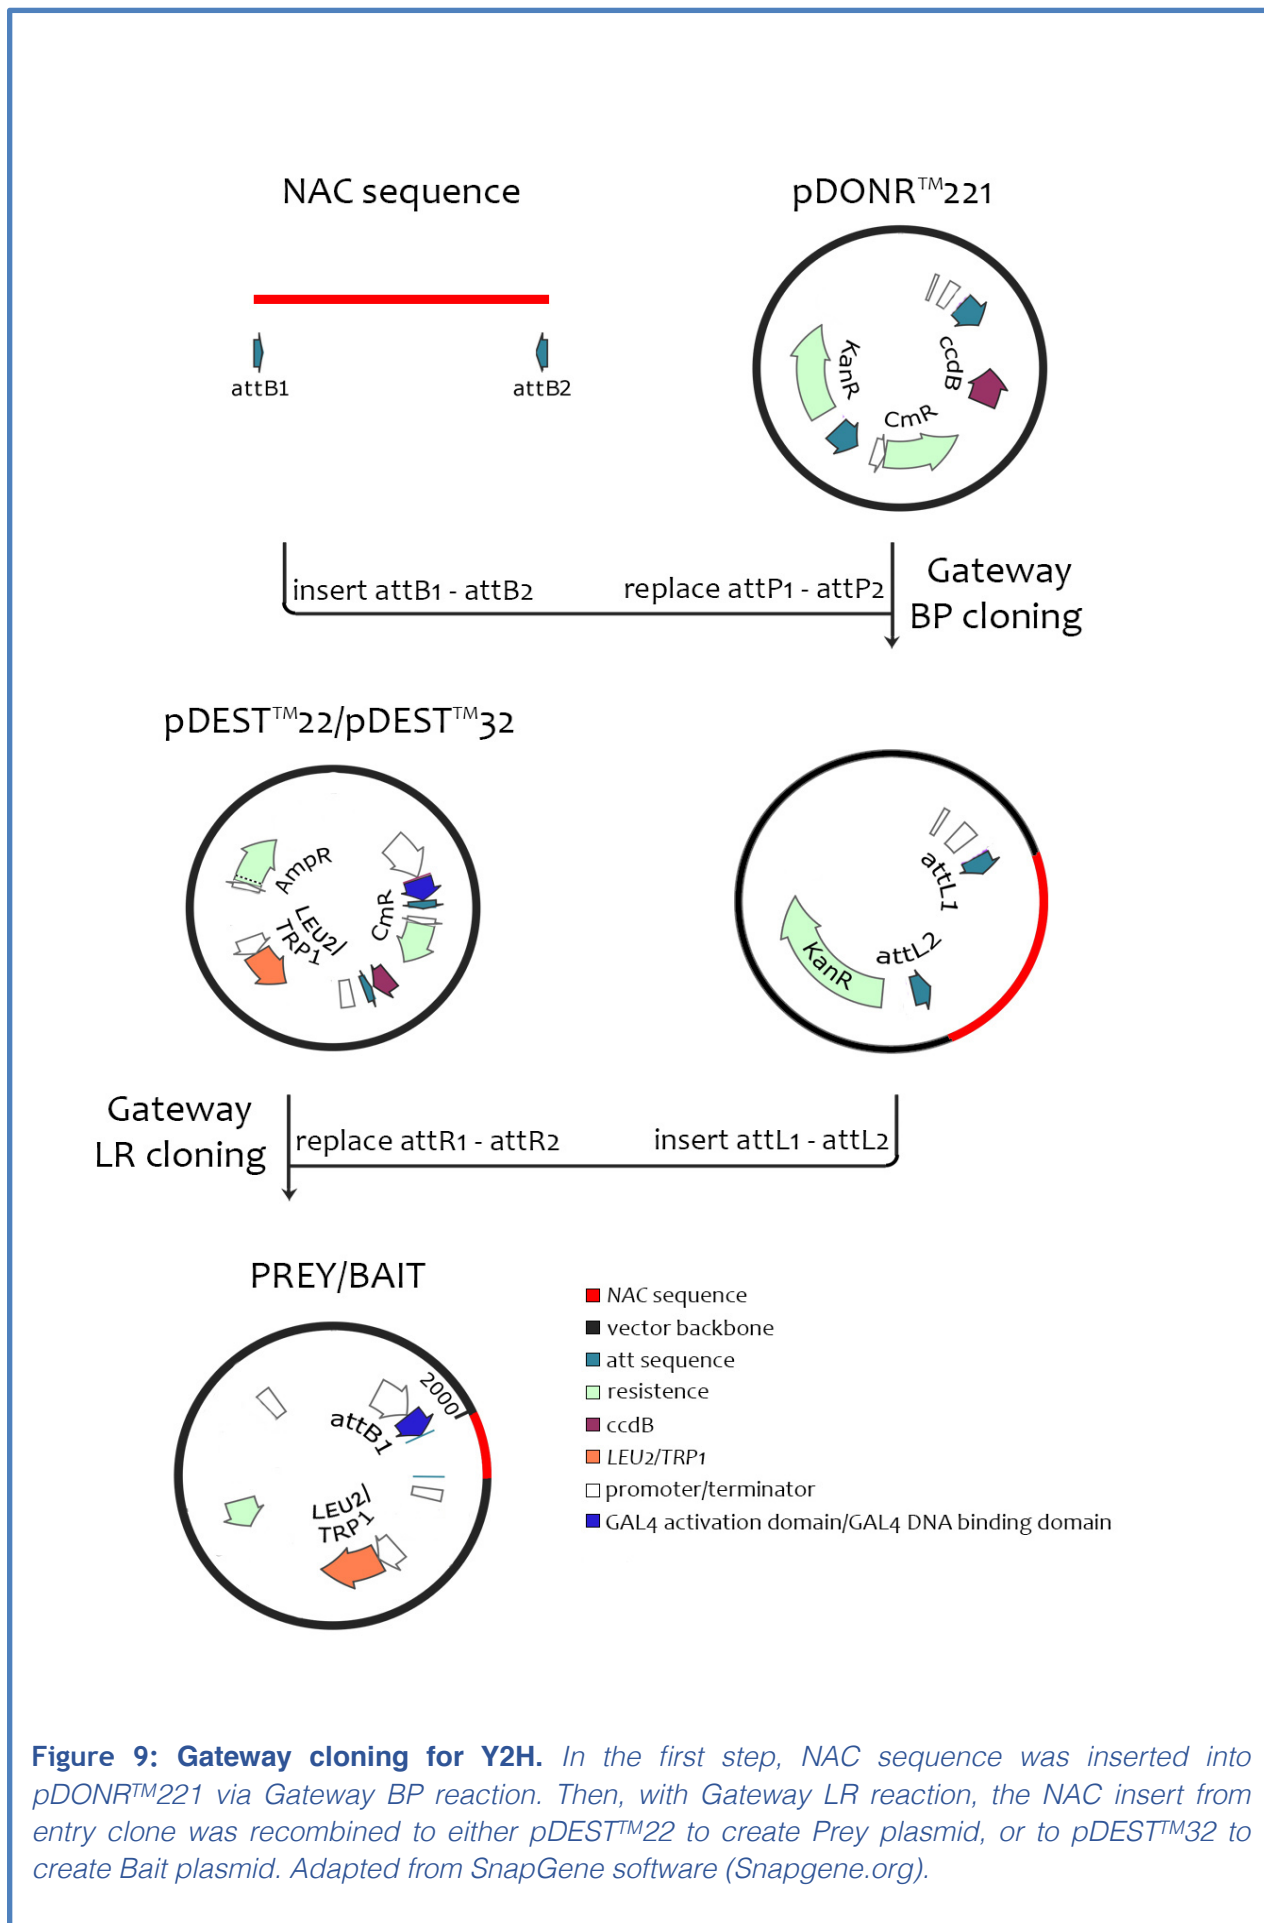 NAC sequence
pDONR™221
attB1
attB2
KanR
ccdB
CmR
insert attB1 - attB2
replace attP1 - attP2
Gateway
BP cloning
pDEST™22/pDEST™32
AmpR
CmR
LEU2/
TRP1
attL1
attL2
KanR
Gateway
LR cloning
replace attR1 - attR2
insert attL1 - attL2
PREY/BAIT
2000
attB1
LEU2/
TRP1
NAC sequence
vector backbone
att sequence
resistence
ccdB
LEU2/TRP1
promoter/terminator
GAL4 activation domain/GAL4 DNA binding domain
Figure 9: Gateway cloning for Y2H. In the first step, NAC sequence was inserted into
pDONR™221 via Gateway BP reaction. Then, with Gateway LR reaction, the NAC insert from
entry clone was recombined to either pDEST™22 to create Prey plasmid, or to pDEST™32 to
create Bait plasmid. Adapted from SnapGene software (Snapgene.org).